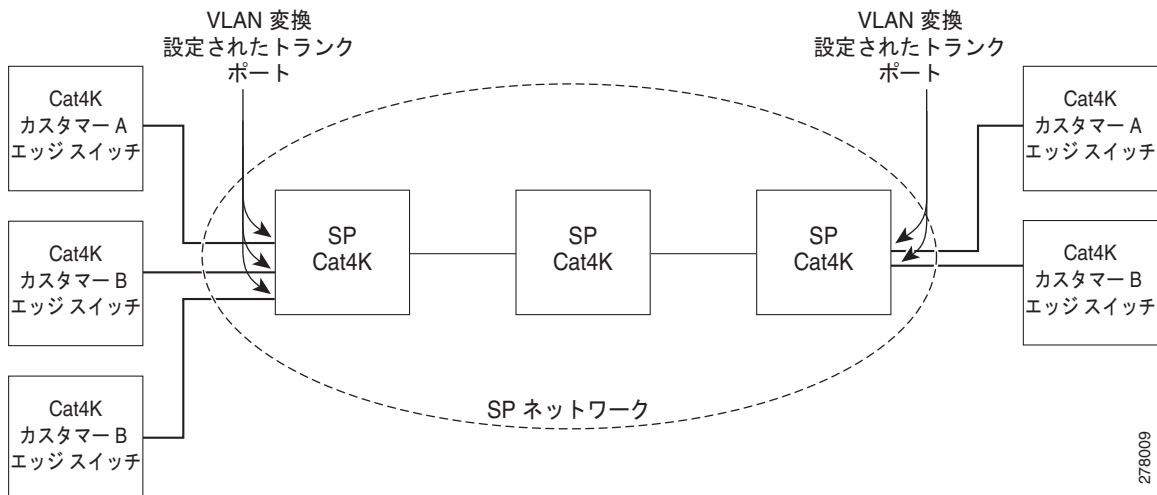 VLAN 変換
設定されたトランク
ポート
VLAN 変換
設定されたトランク
ポート
Cat4K
カスタマー A
エッジ スイッチ
Cat4K
カスタマー B
エッジ スイッチ
Cat4K
カスタマー B
エッジ スイッチ
SP
Cat4K
SP
Cat4K
SP
Cat4K
Cat4K
カスタマー A
エッジ スイッチ
Cat4K
カスタマー B
エッジ スイッチ
SP ネットワーク
278009